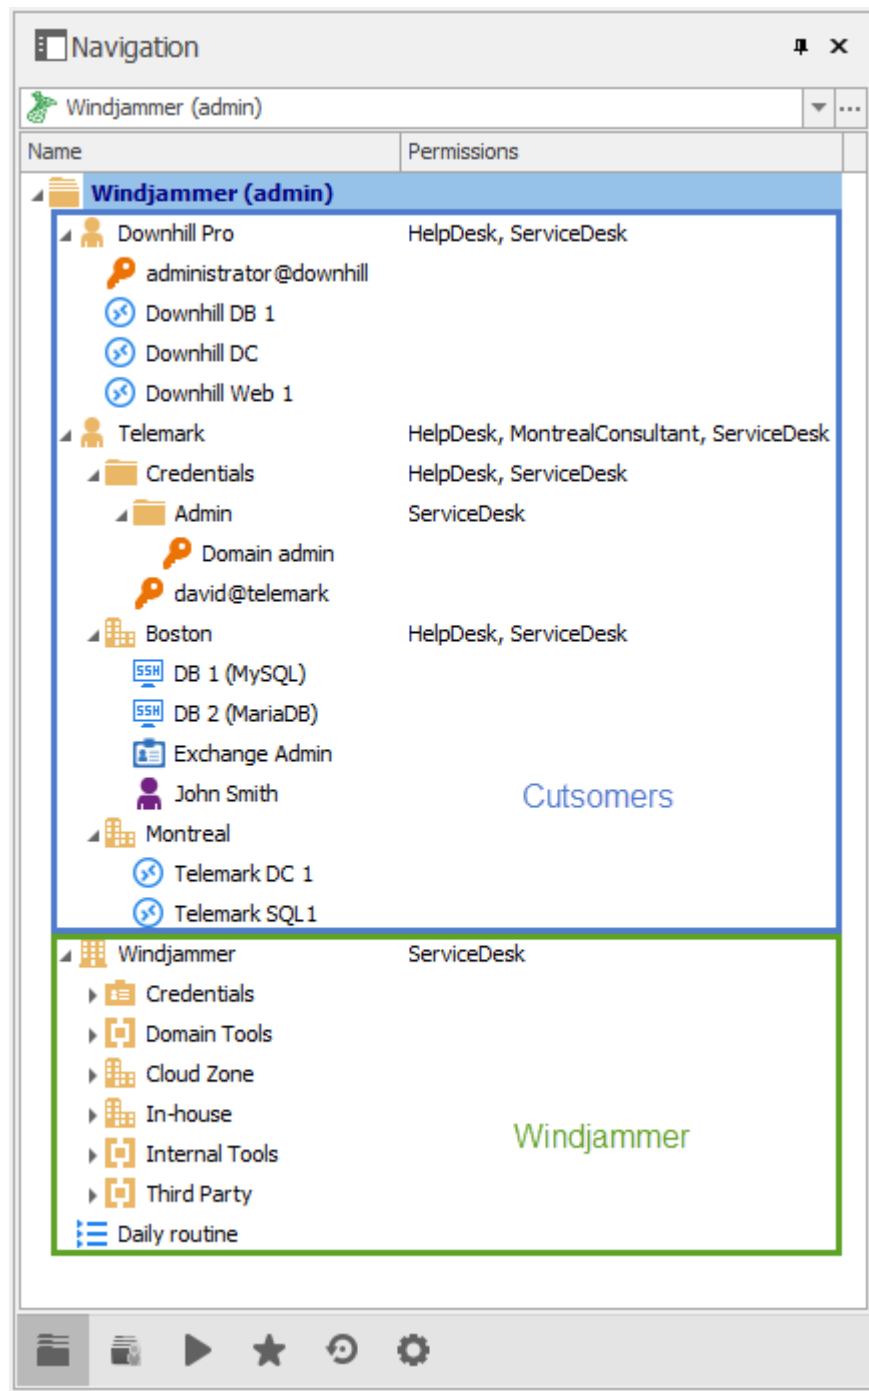 Navigation
Windjammer (admin)
Name Permissions
Windjammer (admin)
Downhill Pro HelpDesk, ServiceDesk
administrator@downhill
Downhill DB 1
Downhill DC
Downhill Web 1
Telemark HelpDesk, MontrealConsultant, ServiceDesk
Credentials HelpDesk, ServiceDesk
Admin ServiceDesk
Domain admin
david@telemark
Boston HelpDesk, ServiceDesk
SSH DB 1 (MySQL)
SSH DB 2 (MariaDB)
Exchange Admin
John Smith Cutsomers
Montreal
Telemark DC 1
Telemark SQL1
Windjammer ServiceDesk
Credentials
Domain Tools
Cloud Zone
In-house
Windjammer
Internal Tools
Third Party
Daily routine